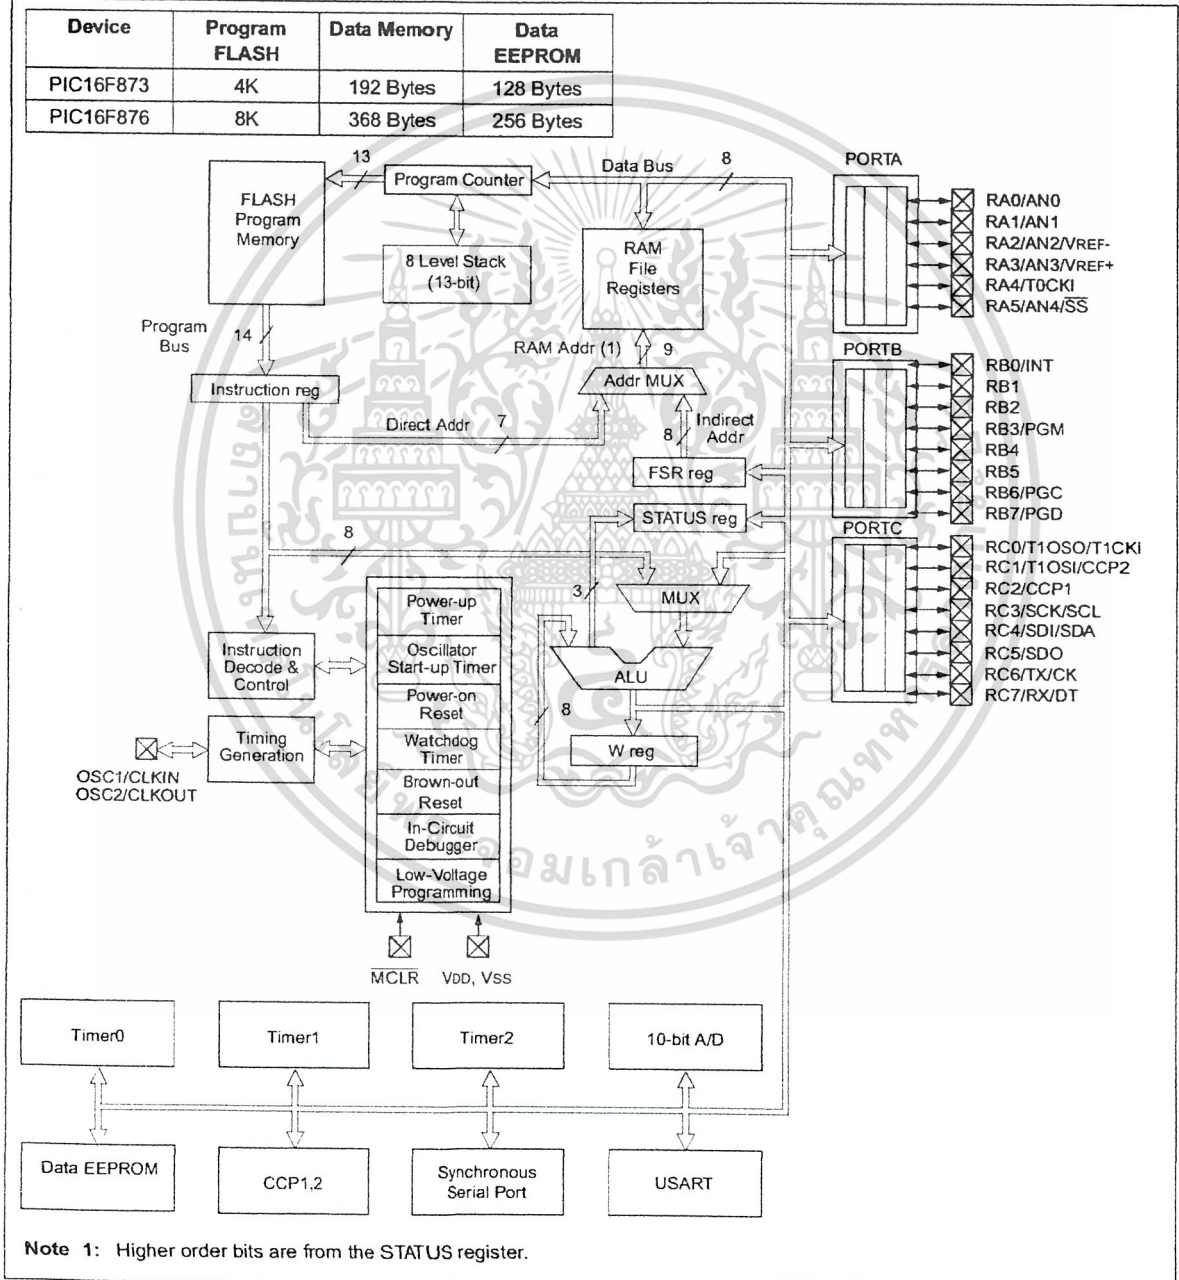 Device Program FLASH Data Memory Data EEPROM
PIC16F873 4K 192 Bytes 128 Bytes
PIC16F876 8K 368 Bytes 256 Bytes
FLASH
Program
Memory
13
Program Counter
8 Level Stack
(13-bit)
Data Bus
8
RAM
File
Registers
Program
Bus
14
Instruction reg
RAM Addr (1)
9
Addr MUX
Direct Addr
7
8
Indirect
Addr
FSR reg
STATUS reg
8
3
MUX
ALU
8
W reg
Instruction
Decode &
Control
Timing
Generation
OSC1/CLKIN
OSC2/CLKOUT
Power-up
Timer
Oscillator
Start-up Timer
Power-on
Reset
Watchdog
Timer
Brown-out
Reset
In-Circuit
Debugger
Low-Voltage
Programming
MCLR
VDD, VSS
PORTA
RA0/AN0
RA1/AN1
RA2/AN2/VREF-
RA3/AN3/VREF+
RA4/T0CKI
RA5/AN4/SS
PORTB
RB0/INT
RB1
RB2
RB3/PGM
RB4
RB5
RB6/PGC
RB7/PGD
PORTC
RC0/T1OSO/T1CKI
RC1/T1OSI/CCP2
RC2/CCP1
RC3/SCK/SCL
RC4/SDI/SDA
RC5/SDO
RC6/TX/CK
RC7/RX/DT
Timer0
Timer1
Timer2
10-bit A/D
Data EEPROM
CCP1,2
Synchronous
Serial Port
USART
Note 1: Higher order bits are from the STATUS register.